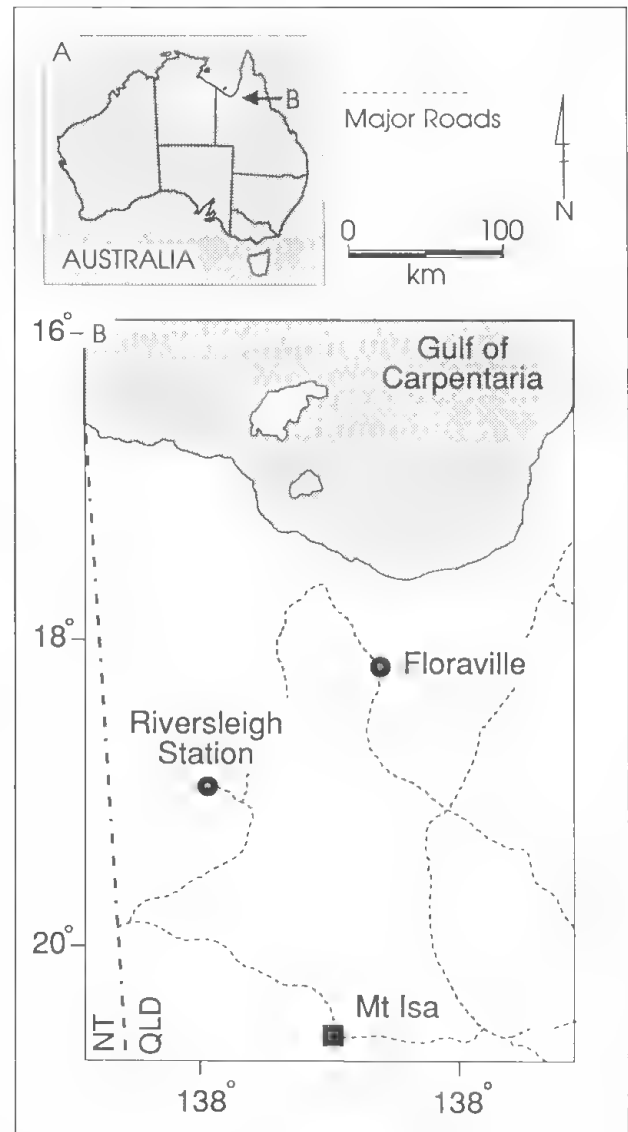 A
B
AUSTRALIA
Major Roads
N
0 100
km
16°
B
Gulf of
Carpentaria
18°
Floraville
Riversleigh
Station
20°
Mt Isa
NT
QLD
138° 138°